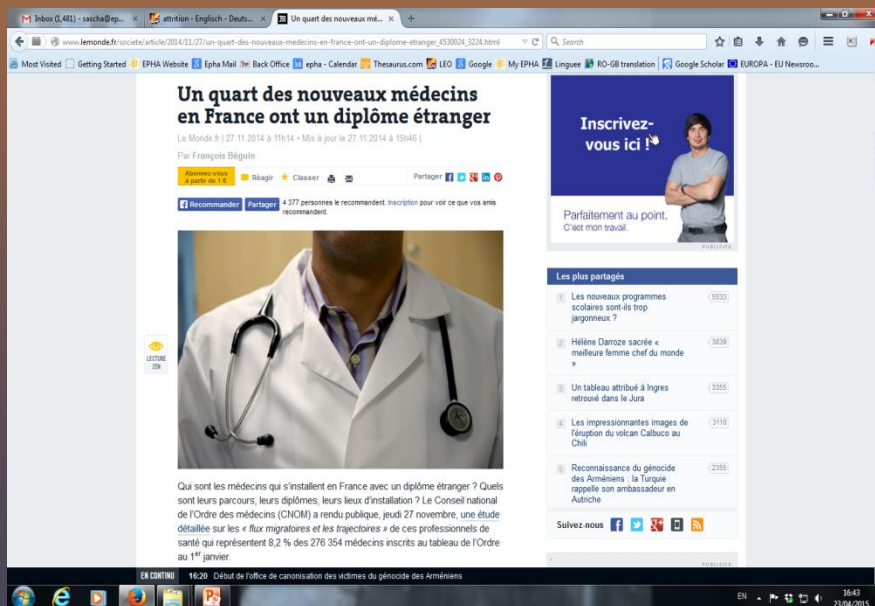 Inbox (1,481) - sascha@ep...
attrition - Englisch - Deuts...
Un quart des nouveaux mé...
www.lemonde.fr/societe/article/2014/11/27/un-quart-des-nouveaux-medecins-en-france-ont-un-diplome-etranger_4530024_3224.html
Search
Most Visited Getting Started EPHA Website Epha Mail Back Office epha - Calendar Thesaurus.com LEO Google My EPHA Linguee RO-GB translation Google Scholar EUROPA - EU Newsroo...
Un quart des nouveaux médecins
en France ont un diplôme étranger
Le Monde.fr | 27.11.2014 à 11h14 • Mis à jour le 27.11.2014 à 15h46 |
Par François Béguin
Abonnez-vous
à partir de 1 €
Réagir Classer
Partager
Recommander Partager 4 377 personnes le recommandent. Inscription pour voir ce que vos amis
recommandent.
LECTURE
ZEN
Qui sont les médecins qui s'installent en France avec un diplôme étranger ? Quels
sont leurs parcours, leurs diplômes, leurs lieux d'installation ? Le Conseil national
de l'Ordre des médecins (CNOM) a rendu publique, jeudi 27 novembre, une étude
détaillée sur les « flux migratoires et les trajectoires » de ces professionnels de
santé qui représentent 8,2 % des 276 354 médecins inscrits au tableau de l'Ordre
au 1er janvier.
Inscrivez-
vous ici !
Parfaitement au point.
C'est mon travail.
PUBLICITÉ
Les plus partagés
1 Les nouveaux programmes
scolaires sont-ils trop
jargonneux ?
5533
2 Hélène Darroze sacrée «
meilleure femme chef du monde
»
3839
3 Un tableau attribué à Ingres
retrouvé dans le Jura
3355
4 Les impressionnantes images de
l'éruption du volcan Calbuco au
Chili
3110
5 Reconnaissance du génocide
des Arméniens : la Turquie
rappelle son ambassadeur en
Autriche
2355
Suivez-nous
PUBLICITÉ
EN CONTINU 16:20 Début de l'office de canonisation des victimes du génocide des Arméniens
EN
16:43
23/04/2015